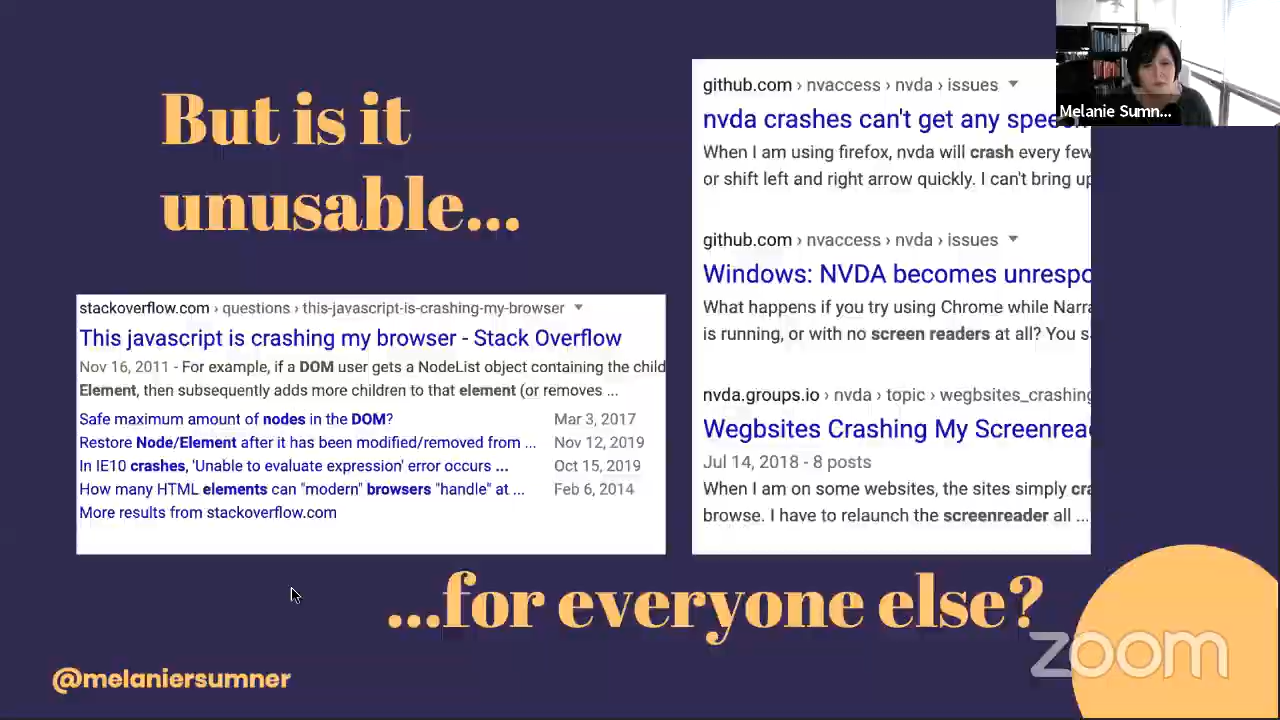 But is it
unusable...
stackoverflow.com › questions › this-javascript-is-crashing-my-browser
This javascript is crashing my browser - Stack Overflow
Nov 16, 2011 - For example, if a DOM user gets a NodeList object containing the child
Element, then subsequently adds more children to that element (or removes ...
Safe maximum amount of nodes in the DOM? Mar 3, 2017
Restore Node/Element after it has been modified/removed from ... Nov 12, 2019
In IE10 crashes, 'Unable to evaluate expression' error occurs ... Oct 15, 2019
How many HTML elements can "modern" browsers "handle" at ... Feb 6, 2014
More results from stackoverflow.com
github.com › nvaccess › nvda › issues
nvda crashes can't get any
When I am using firefox, nvda will crash every few
or shift left and right arrow quickly. I can't bring up
github.com › nvaccess › nvda › issues
Windows: NVDA becomes unrespo
What happens if you try using Chrome while Narra
is running, or with no screen readers at all? You s
nvda.groups.io › nvda › topic › wegbsites_crashing
Wegbsites Crashing My Screenrea
Jul 14, 2018 - 8 posts
When I am on some websites, the sites simply cra
browse. I have to relaunch the screenreader all ...
...for everyone else?
@melaniersumner
Melanie Sumn...
zoom